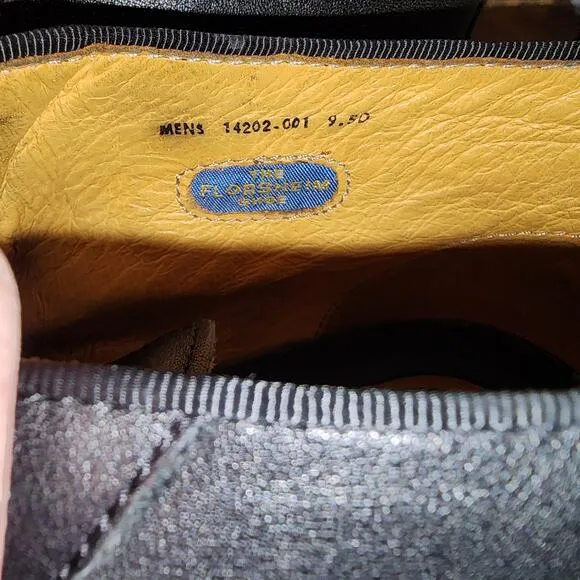 MENS 14202-001 9.5D
THE
FLORSHEIM
SHOE